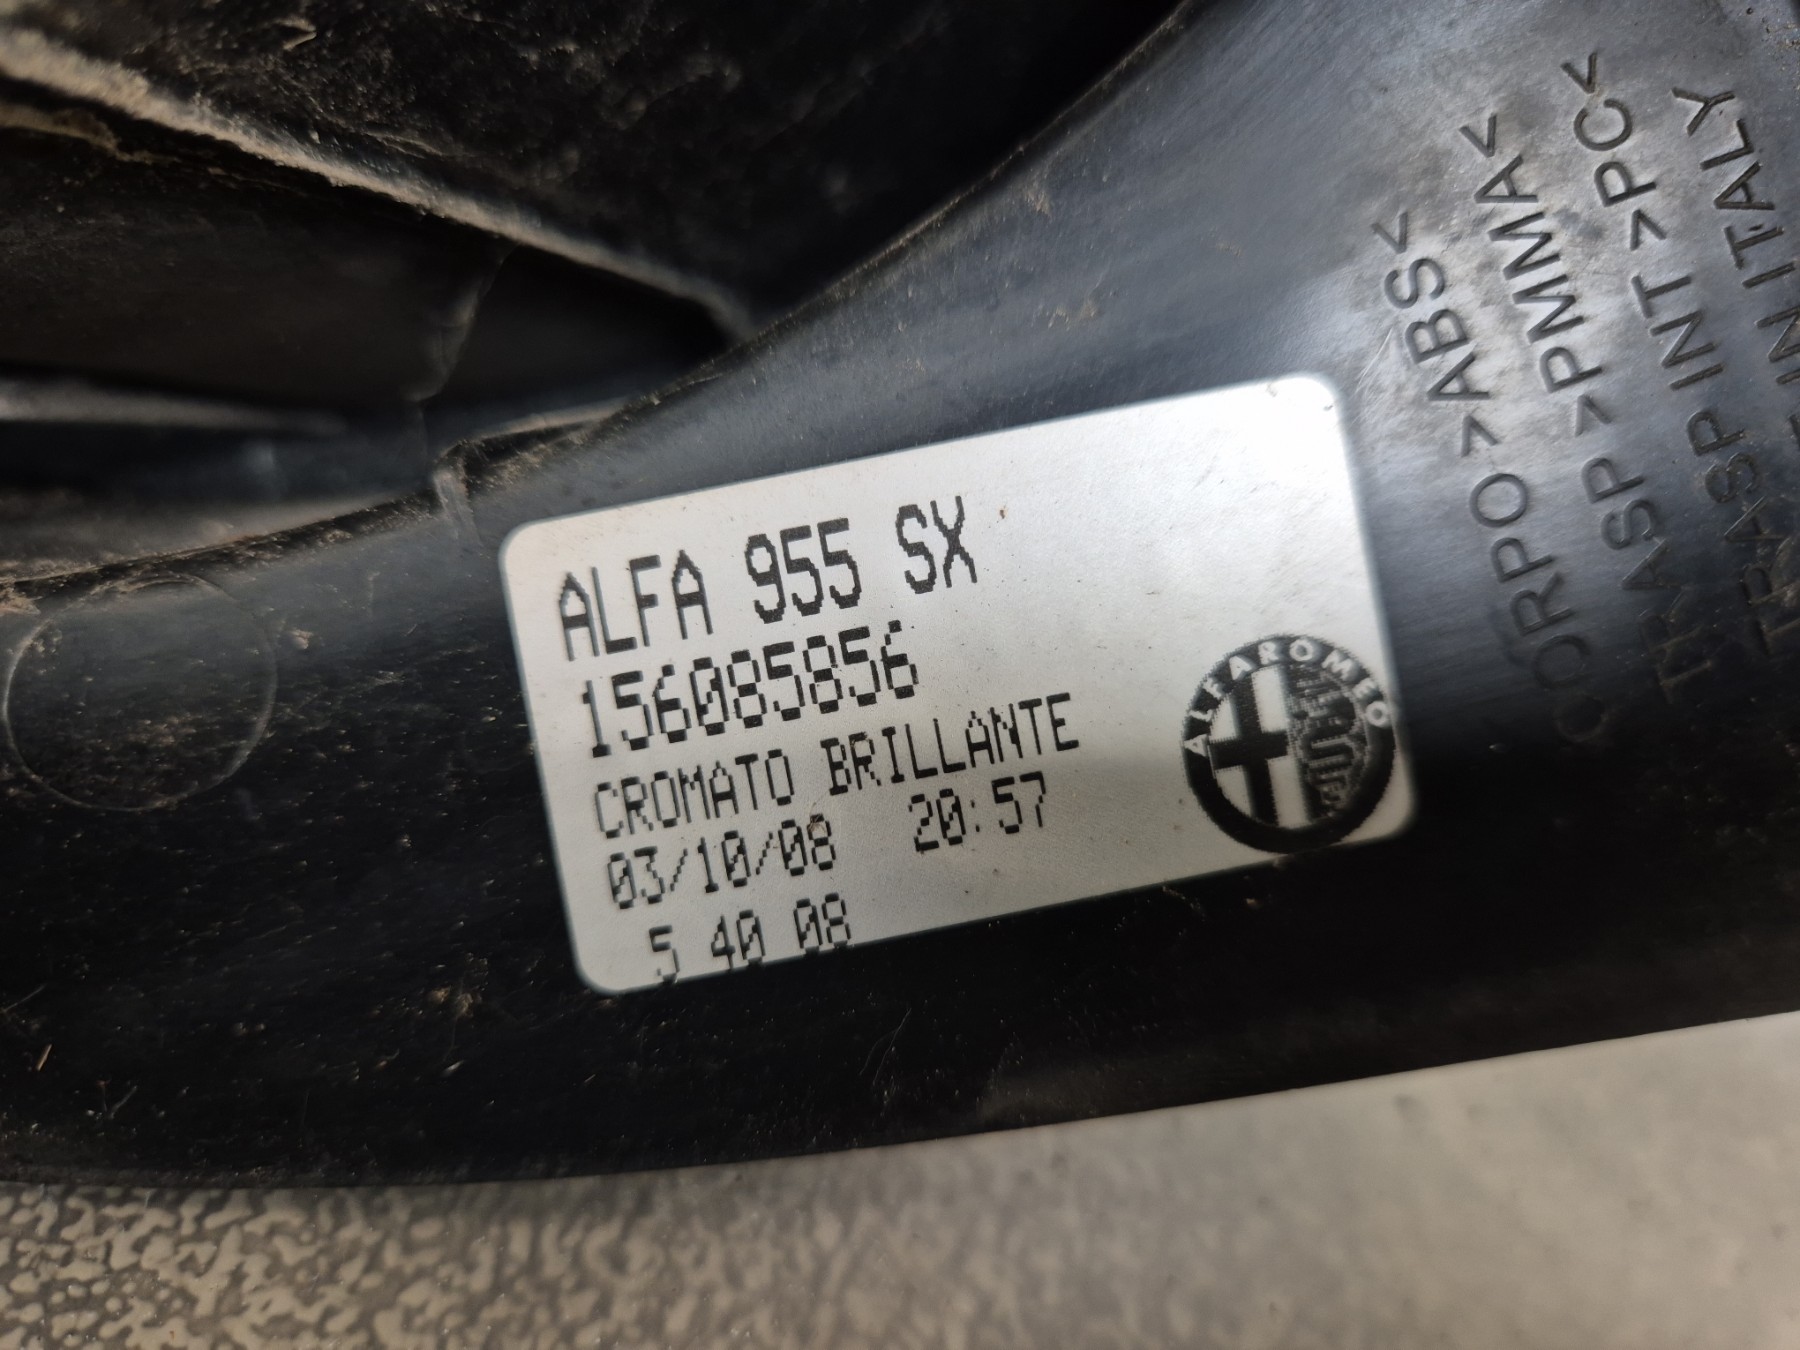 ALFA 955 SX
156085856
CROMATO BRILLANTE
03/10/08 20:57
5 40 08
ALFA ROMEO
CORPO >ABS<
TRASP >PMMA<
TRASP INT >PC<
IN ITALY